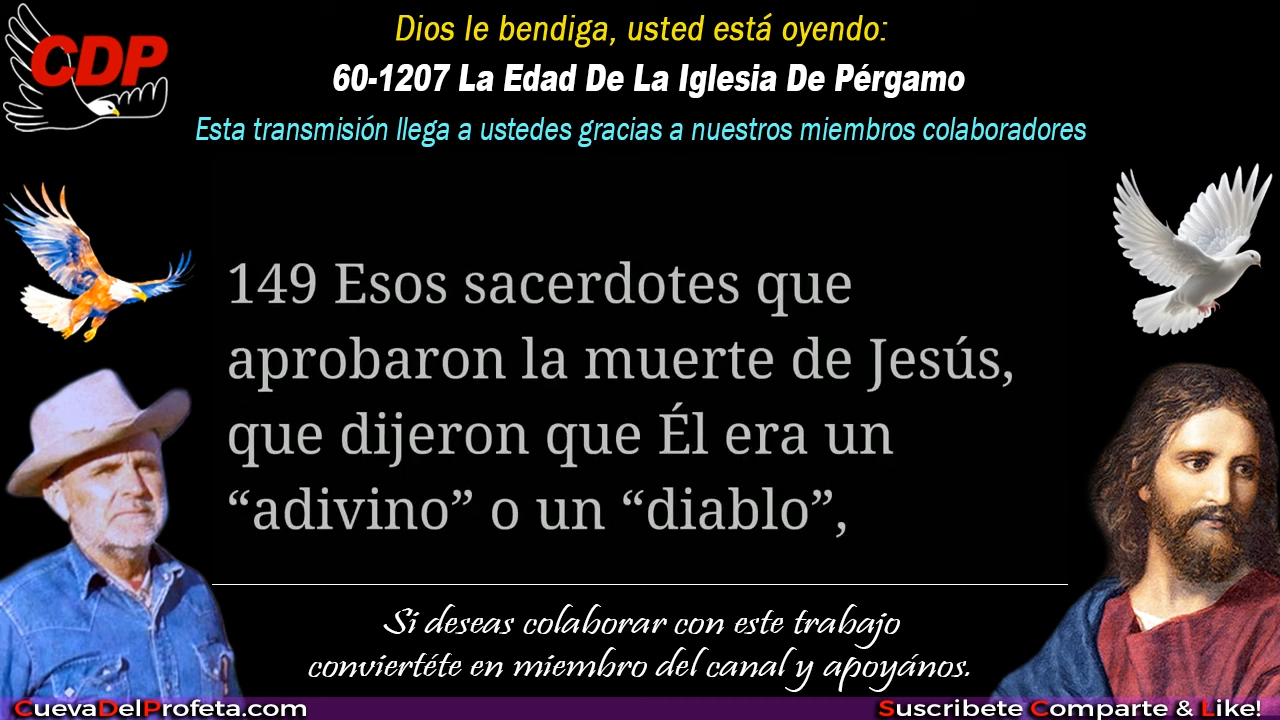 CDP
Dios le bendiga, usted está oyendo:
60-1207 La Edad De La Iglesia De Pérgamo
Esta transmisión llega a ustedes gracias a nuestros miembros colaboradores
149 Esos sacerdotes que
aprobaron la muerte de Jesús,
que dijeron que Él era un
“adivino” o un “diablo”,
Si deseas colaborar con este trabajo
conviertéte en miembro del canal y apoyános.
CuevaDelProfeta.com
Suscribete Comparte & Like!